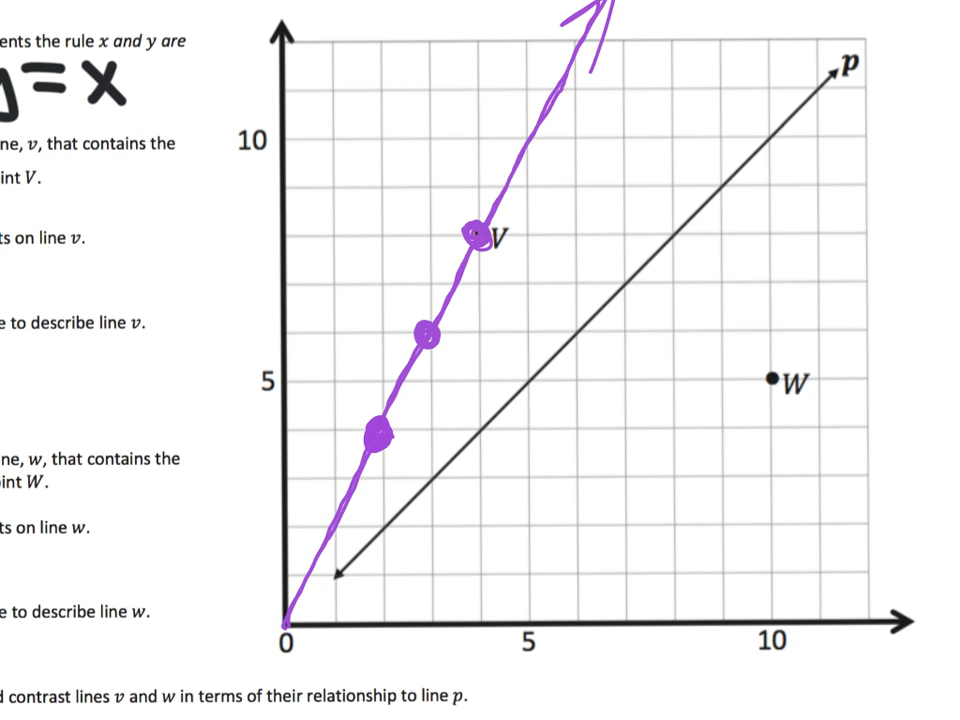 ents the rule x and y are
y=x
ne, v, that contains the
int V.
ts on line v.
e to describe line v.
ne, w, that contains the
int W.
ts on line w.
e to describe line w.
contrast lines v and w in terms of their relationship to line p.
p
10
V
5
W
0
5
10